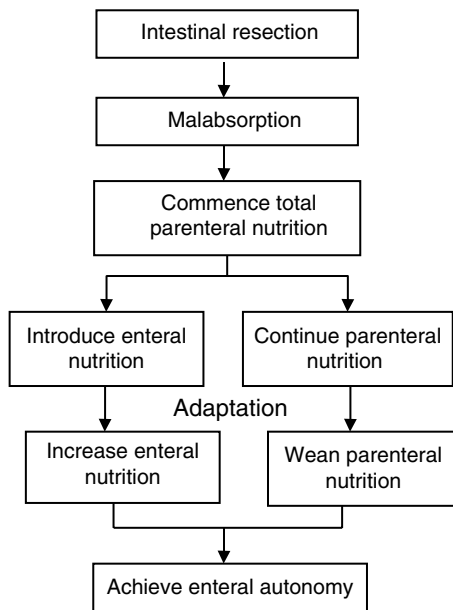 Intestinal resection
Malabsorption
Commence total
parenteral nutrition
Introduce enteral
nutrition
Continue parenteral
nutrition
Adaptation
Increase enteral
nutrition
Wean parenteral
nutrition
Achieve enteral autonomy